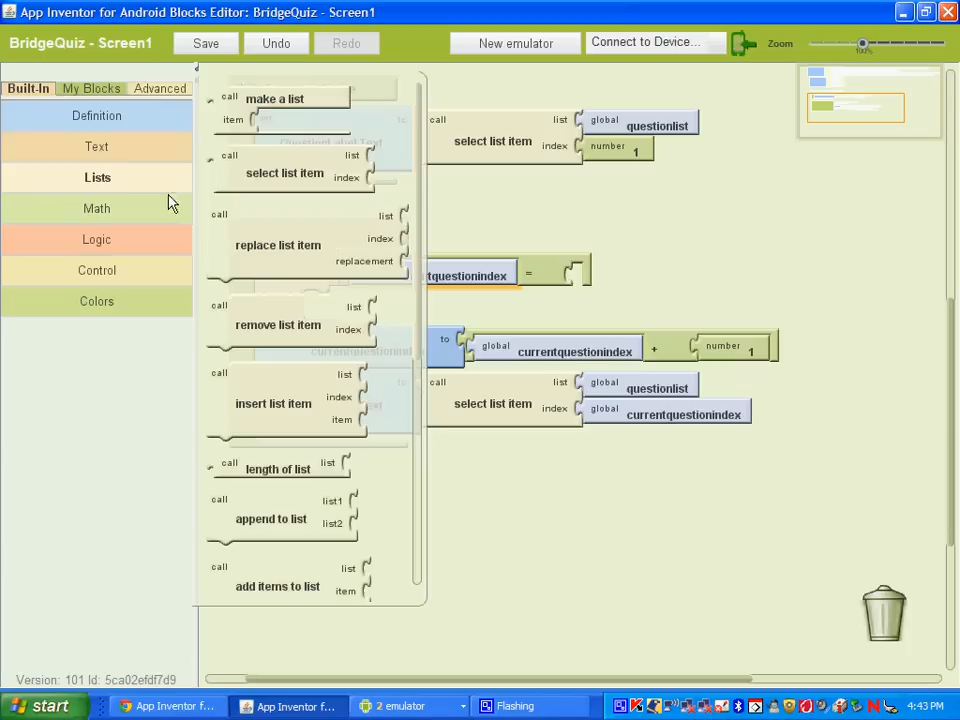 App Inventor for Android Blocks Editor: BridgeQuiz - Screen1
BridgeQuiz - Screen1
Save
Undo
Redo
New emulator
Connect to Device...
Zoom
100%
Built-In
My Blocks
Advanced
Definition
Text
Lists
Math
Logic
Control
Colors
call make a list
item
call list
select list item index
call list
replace list item index
replacement
call list
remove list item index
call list
insert list item index
item
call length of list list
call list1
append to list list2
call list
add items to list item
to
call list
select list item index
global questionlist
number 1
tquestionindex = 
to
global currentquestionindex + number 1
to
call list
select list item index
global questionlist
global currentquestionindex
Version: 101 Id: 5ca02efdf7d9
start
App Inventor f...
App Inventor for...
2 emulator
Flashing
4:43 PM